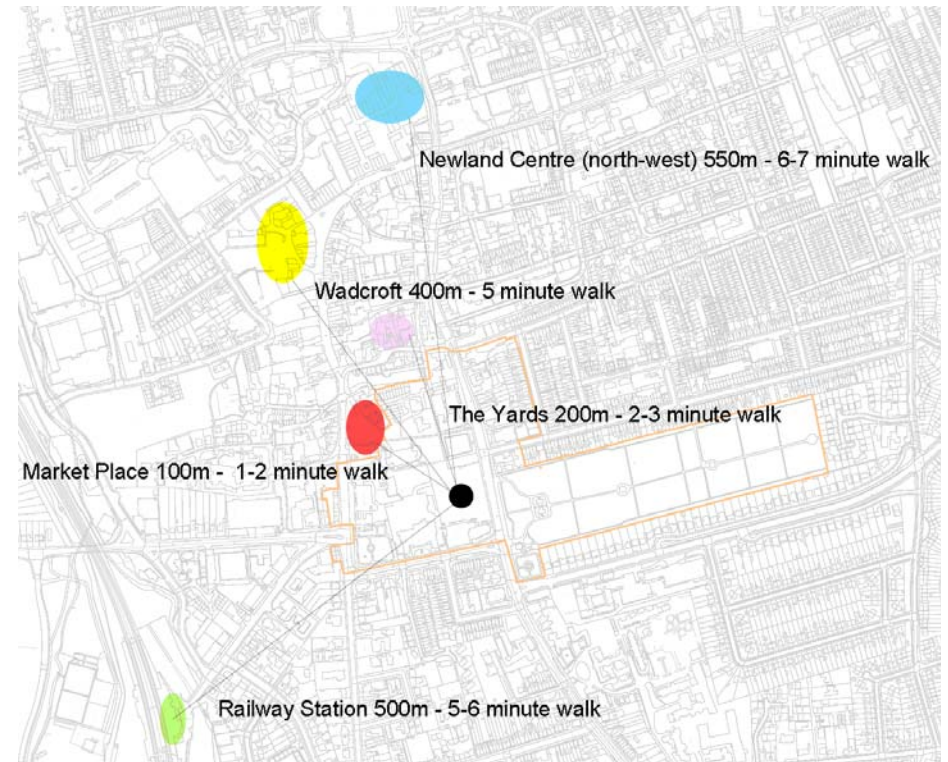 Newland Centre (north-west) 550m - 6-7 minute walk
Wadcroft 400m - 5 minute walk
The Yards 200m - 2-3 minute walk
Market Place 100m - 1-2 minute walk
Railway Station 500m - 5-6 minute walk